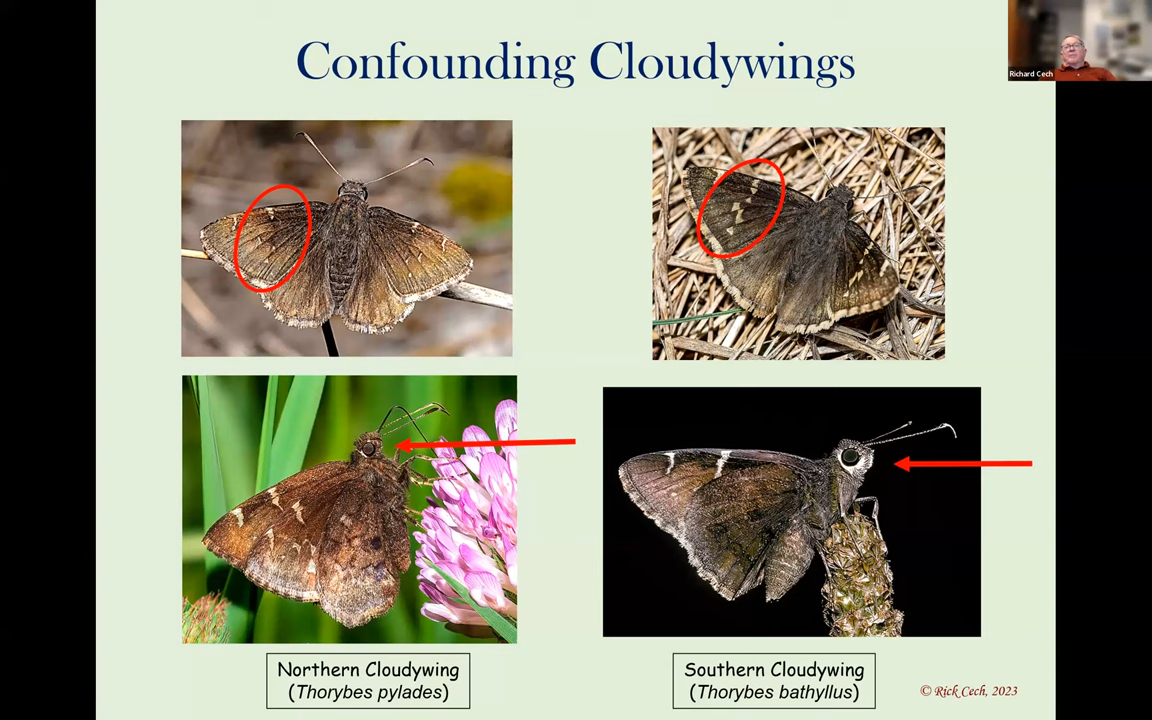 Confounding Cloudywings
Richard Cech
Northern Cloudywing
(Thorybes pylades)
Southern Cloudywing
(Thorybes bathyllus)
© Rick Cech, 2023